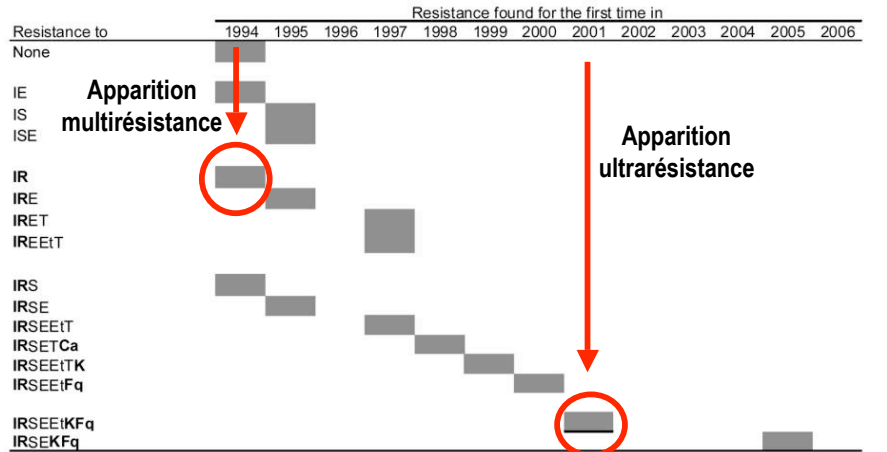 Resistance found for the first time in
Resistance to 1994 1995 1996 1997 1998 1999 2000 2001 2002 2003 2004 2005 2006
None
IE
IS
ISE
IR
IRE
IRET
IREEtT
IRS
IRSE
IRSEEtT
IRSETCa
IRSEEtTK
IRSEEtFq
IRSEEtKFq
IRSEKFq
Apparition
multirésistance
Apparition
ultrarésistance